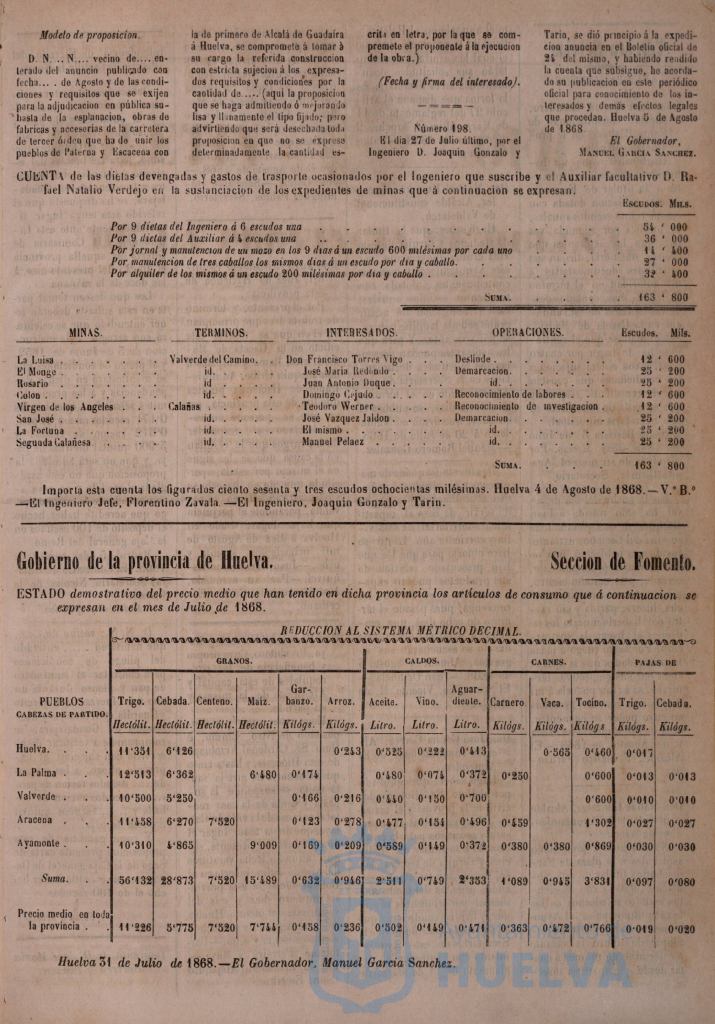 Modelo de proposicion.
D. N. .. N.... vecino de.... en-
terado del anuncio publicado con
fecha.... de Agosto y de las condi-
ciones y requisitos que se exijen
para la adjudicacion en pública su-
basta de la esplanacion, obras de
fabricas y accesorias de la carretera
de tercer orden que ha de unir los
pueblos de Paterna y Escacena con
la de primero de Alcalá de Guadaira
á Huelva, se compromete á tomar à
su cargo la referida construccion
con estricta sujecion á los expresa-
dos requisitos y condiciones por la
cantidad de..... (aqui la proposicion
que se haga admitiendo ó mejorando
lisa y llanamente el tipo fijado; pero
advirtiendo que será desechada toda
proposicion en que no se exprese
determinadamente la cantidad es-
crita en letra, por la que se com-
promete el proponente á la ejecucion
de la obra.)
(Fecha y firma del interesado).
Número 198.
El dia 27 de Julio último, por el
Ingeniero D. Joaquin Gonzalo y
Tarin, se dió principio á la expedi-
cion anuncia en el Boletin oficial de
24 del mismo, y habiendo rendido
la cuenta que subsigue, he acorda-
do su publicacion en este periódico
oficial para conocimiento de los in-
teresados y demás efectos legales
que procedan. Huelva 5 de Agosto
de 1868.
El Gobernador,
MANUEL GARCIA SANCHEZ.
CUENTA de las dietas devengadas y gastos de trasporte ocasionados por el Ingeniero que suscribe y el Auxiliar facultativo D. Ra-
fael Natalio Verdejo en la sustanciacion de los expedientes de minas que á continuacion se expresan.
ESCUDOS. MILS.
Por 9 dietas del Ingeniero á 6 escudos una 54 ' 000
Por 9 dietas del Auxiliar á 4 escudos una 36 ' 000
Por jornal y manutencion de un mozo en los 9 dias á un escudo 600 milésimas por cada uno 14 ' 400
Por manutencion de tres caballos los mismos dias á un escudo por dia y caballo. 27 ' 000
Por alquiler de los mismos á un escudo 200 milésimas por dia y caballo . 32 ' 400
SUMA. 163 ' 800
MINAS. TERMINOS. INTERESADOS. OPERACIONES. Escudos. Mils.
La Luisa Valverde del Camino. Don Francisco Torres Vigo Deslinde. 12 ' 600
El Monge id. José Maria Redondo Demarcacion. 25 ' 200
Rosario id Juan Antonio Duque. id. 25 ' 200
Colon id. Domingo Cejudo Reconocimiento de labores 12 ' 600
Virgen de los Angeles Calañas Teodoro Werner Reconocimiento de investigacion 12 ' 600
San José id. José Vazquez Jaldon Demarcacion. 25 ' 200
La Fortuna id. El mismo id. 25 ' 200
Segunda Calañesa id. Manuel Pelaez id. 25 ' 200
SUMA. 163 ' 800
Importa esta cuenta los figurados ciento sesenta y tres escudos ochocientas milésimas. Huelva 4 de Agosto de 1868.—V.° B.°
—El Ingeniero Jefe, Florentino Zavala.—El Ingeniero, Joaquin Gonzalo y Tarin.
Gobierno de la provincia de Huelva. Seccion de Fomento.
ESTADO demostrativo del precio medio que han tenido en dicha provincia los artículos de consumo que á continuacion se
expresan en el mes de Julio de 1868.
REDUCCION AL SISTEMA MÉTRICO DECIMAL.
GRANOS. CALDOS. CARNES. PAJAS DE
PUEBLOS CABEZAS DE PARTIDO. Trigo. Cebada. Centeno. Maiz. Garbanzo. Arroz. Aceite. Vino. Aguardiente. Carnero. Vaca. Tocino. Trigo. Cebada.
Hectólit. Hectólit. Hectólit. Hectólit. Kilógs. Kilógs. Litro. Litro. Litro. Kilógs. Kilógs. Kilógs Kilógs. Kilógs.
Huelva. 11'351 6'126 0'243 0'525 0'222 0'413 0'565 0'460 0'017
La Palma 12'513 6'362 6'480 0'174 0'480 0'074 0'372 0'250 0'600 0'013 0'013
Valverde 10'500 5'250 0'166 0'216 0'440 0'150 0'700 0'600 0'010 0'010
Aracena 11'458 6'270 7'520 0'123 0'278 0'477 0'154 0'496 0'459 1'302 0'027 0'027
Ayamonte 10'310 4'865 9'009 0'169 0'209 0'589 0'149 0'372 0'380 0'380 0'869 0'030 0'030
Suma. 56'132 28'873 7'520 15'489 0'632 0'946 2'511 0'749 2'353 1'089 0'945 3'831 0'097 0'080
Precio medio en toda
la provincia 11'226 5'775 7'520 7'744 0'158 0'236 0'502 0'149 0'471 0'363 0'472 0'766 0'019 0'020
Huelva 31 de Julio de 1868.—El Gobernador, Manuel Garcia Sanchez.
HUELVA